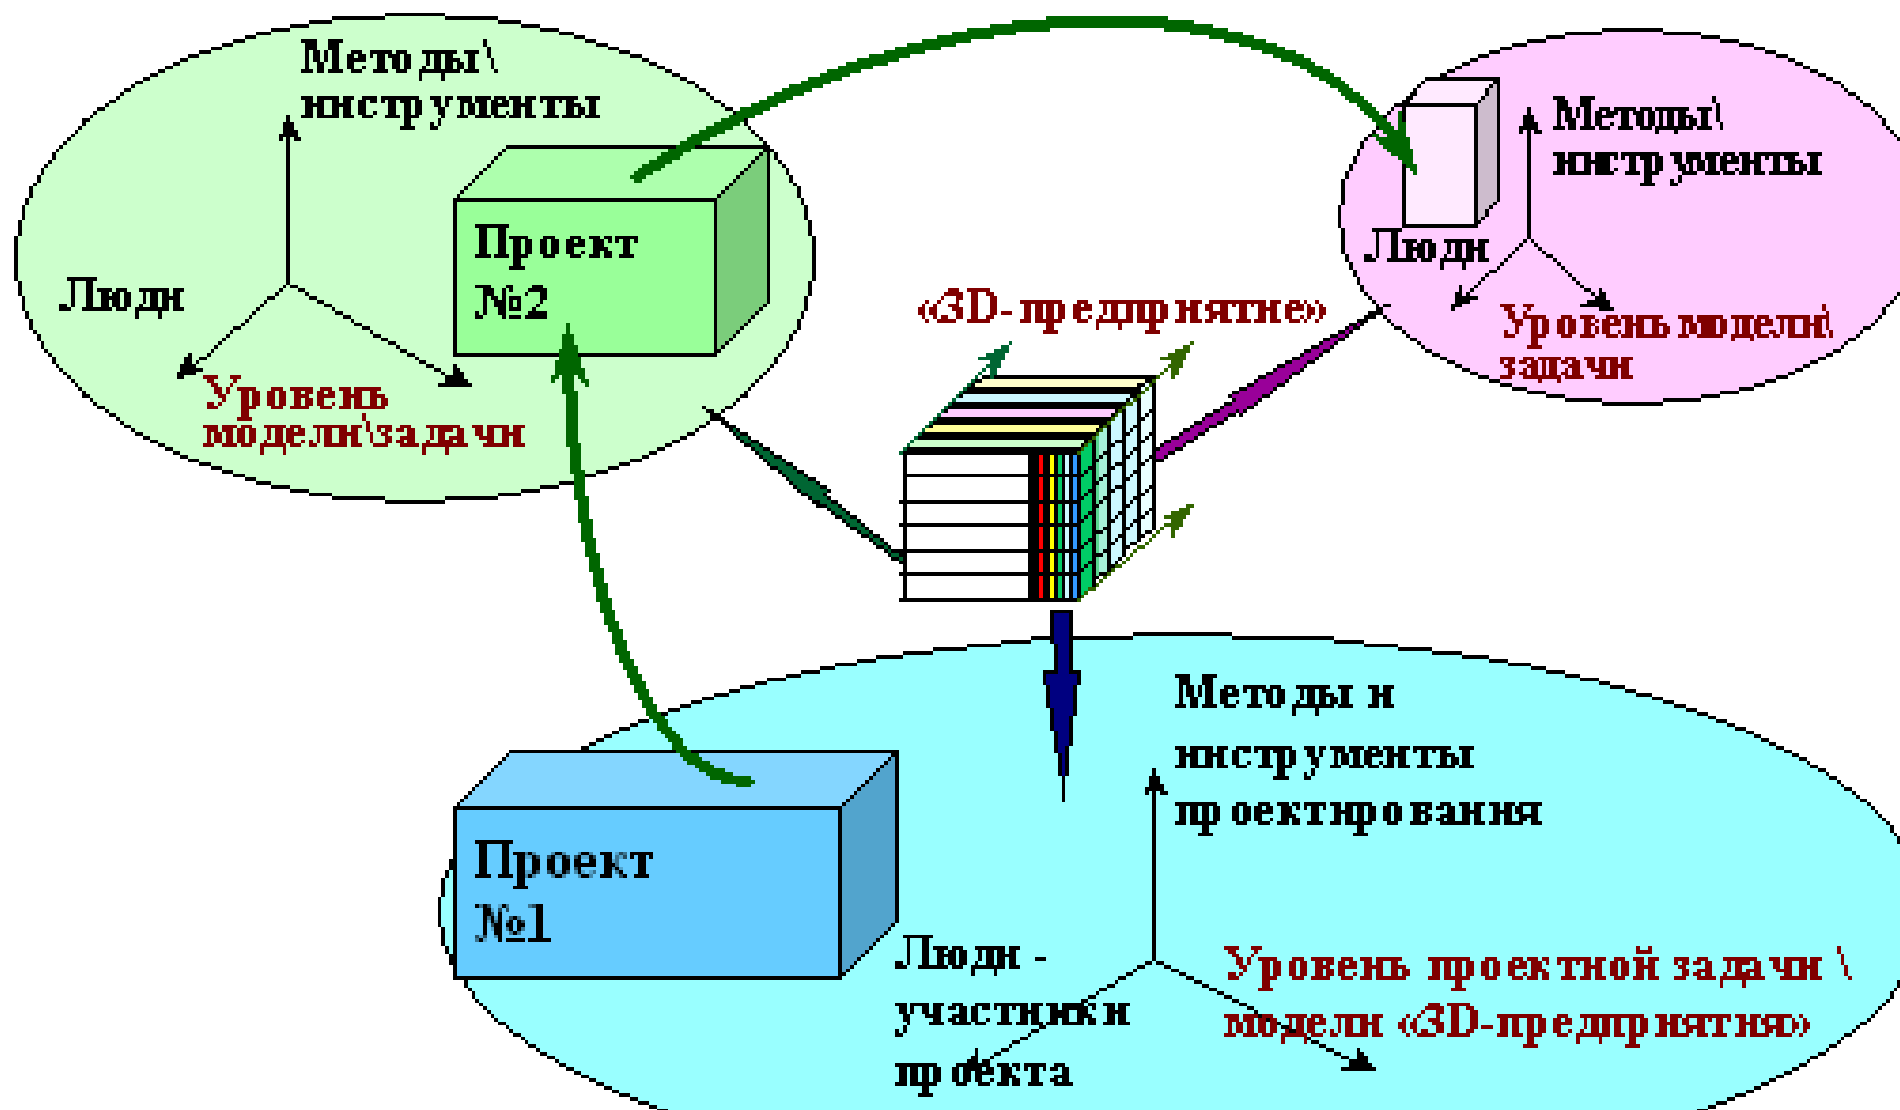 Методы\
инструменты
Люди
Проект
№2
Уровень
модели\задачи
Методы\
инструменты
Люди
Уровень модели\
задачи
«3D-предприятие»
Методы и
инструменты
проектирования
Проект
№1
Люди -
участники
проекта
Уровень проектной задачи \
модели «3D-предприятия»